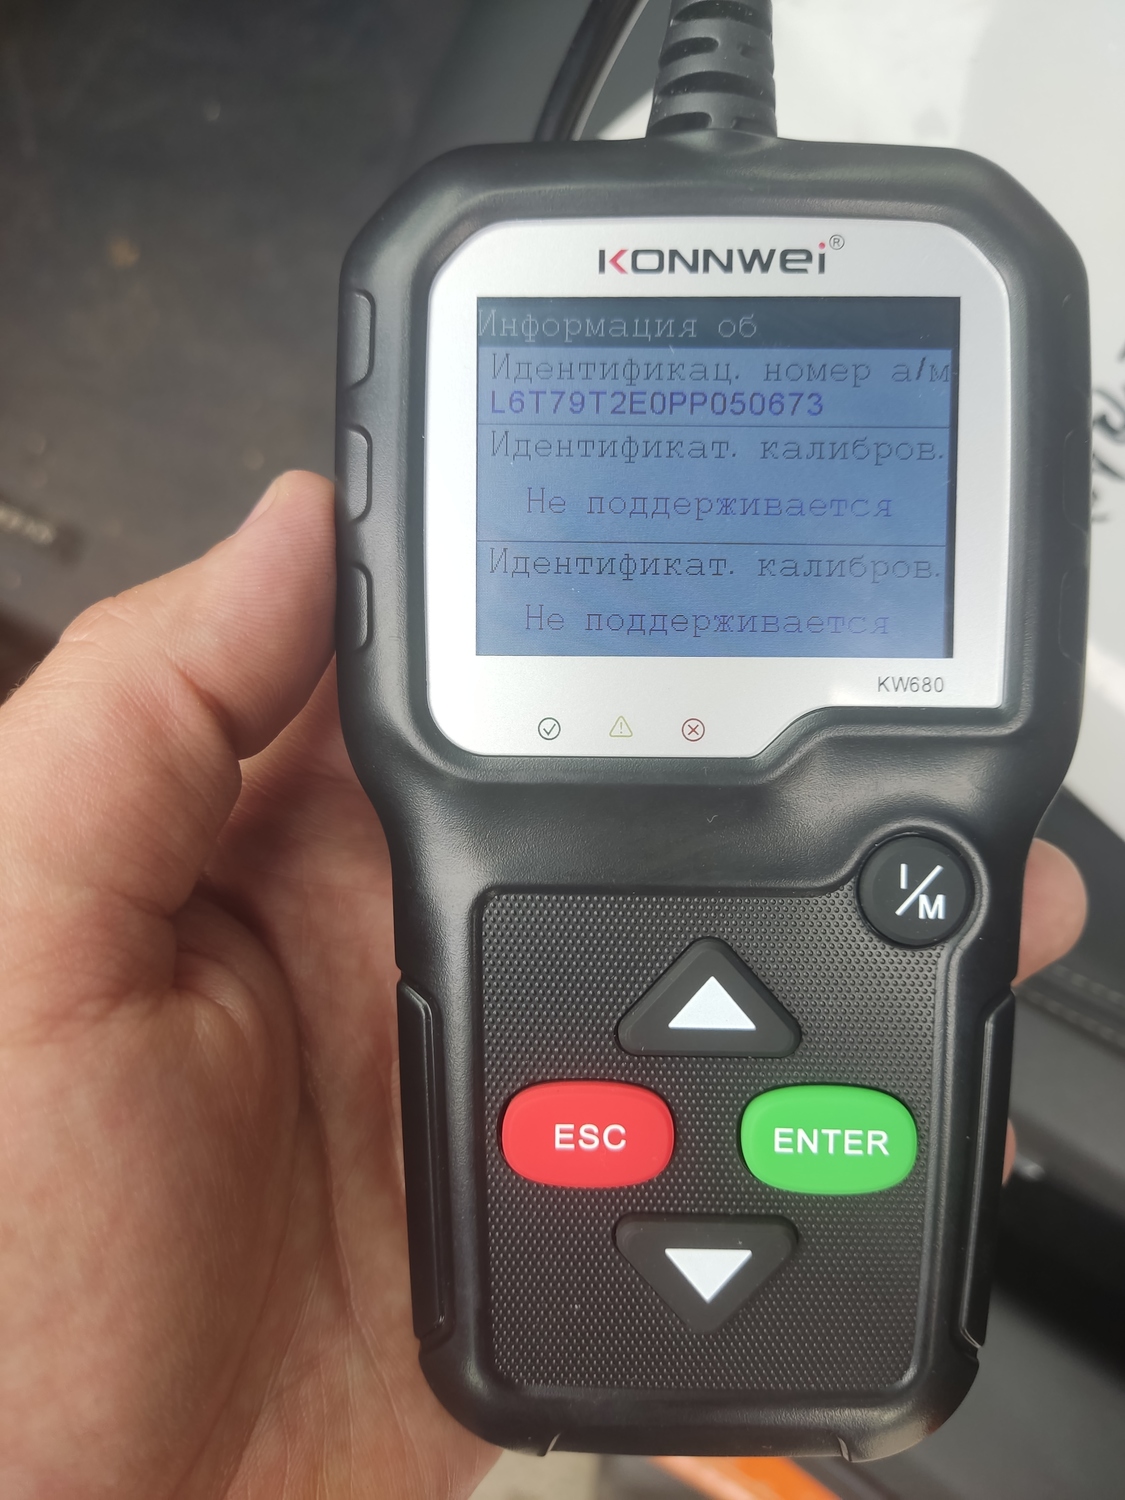 KONNWEI®
Информация об
Идентификац. номер а/м
L6T79T2E0PP050673
Идентификат. калибров.
Не поддерживается
Идентификат. калибров.
Не поддерживается
KW680
I/M
ESC
ENTER